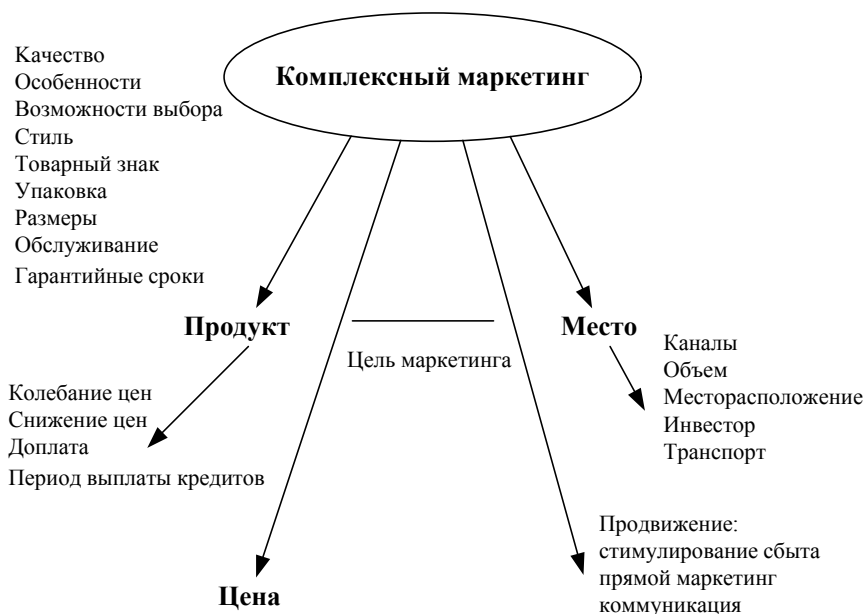 Комплексный маркетинг
Качество
Особенности
Возможности выбора
Стиль
Товарный знак
Упаковка
Размеры
Обслуживание
Гарантийные сроки
Продукт
Место
Цель маркетинга
Колебание цен
Снижение цен
Доплата
Период выплаты кредитов
Каналы
Объем
Месторасположение
Инвестор
Транспорт
Цена
Продвижение:
стимулирование сбыта
прямой маркетинг
коммуникация